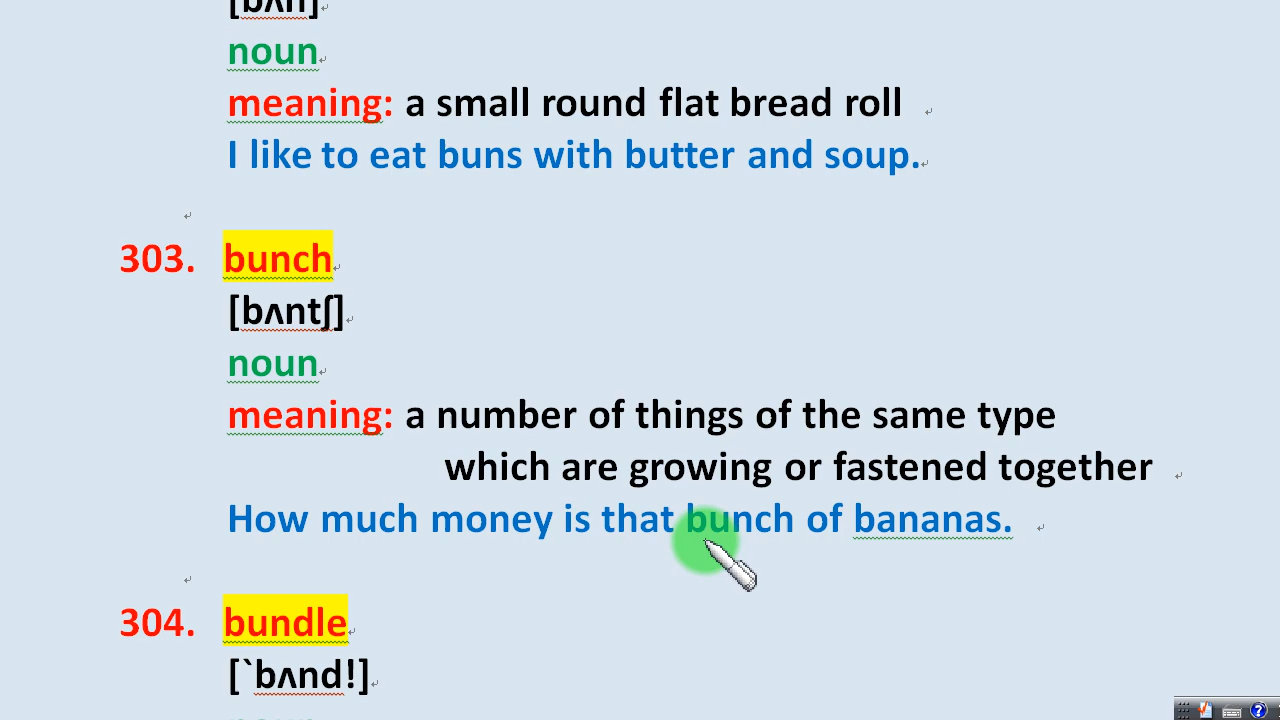 [bʌn]
noun
meaning: a small round flat bread roll
I like to eat buns with butter and soup.
303. bunch
[bʌntʃ]
noun
meaning: a number of things of the same type
which are growing or fastened together
How much money is that bunch of bananas.
304. bundle
[`bʌnd!]